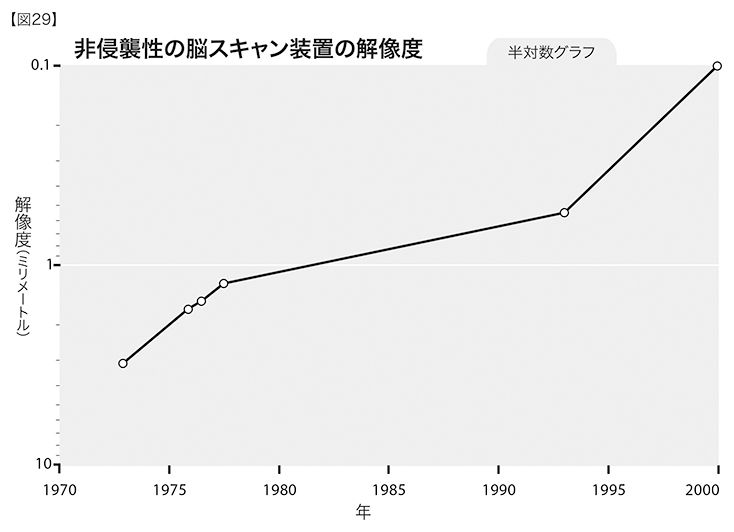 【図29】
非侵襲性の脳スキャン装置の解像度
半対数グラフ
0.1
1
10
解像度(ミリメートル)
1970
1975
1980
1985
1990
1995
2000
年